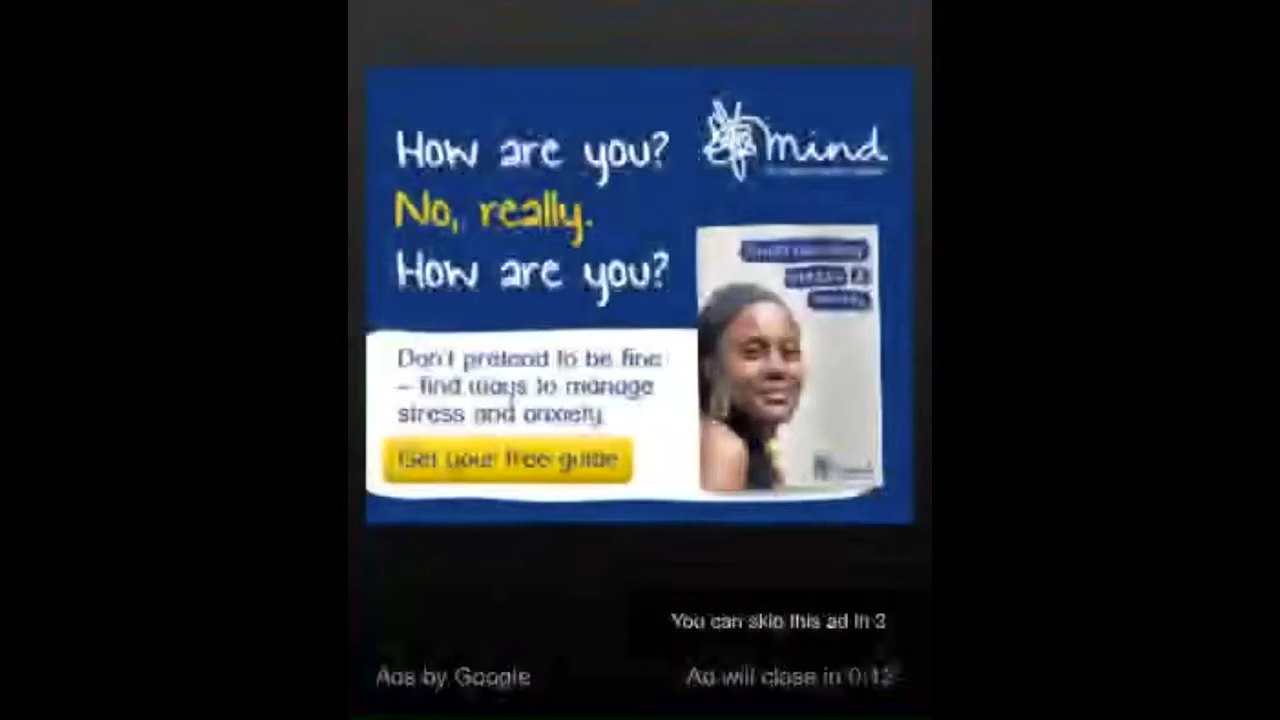 How are you?
mind
No, really.
How are you?
Don't pretend to be fine
– find ways to manage
stress and anxiety
Get your free guide
You can skip this ad in 3
Ads by Google
Ad will close in 0:12